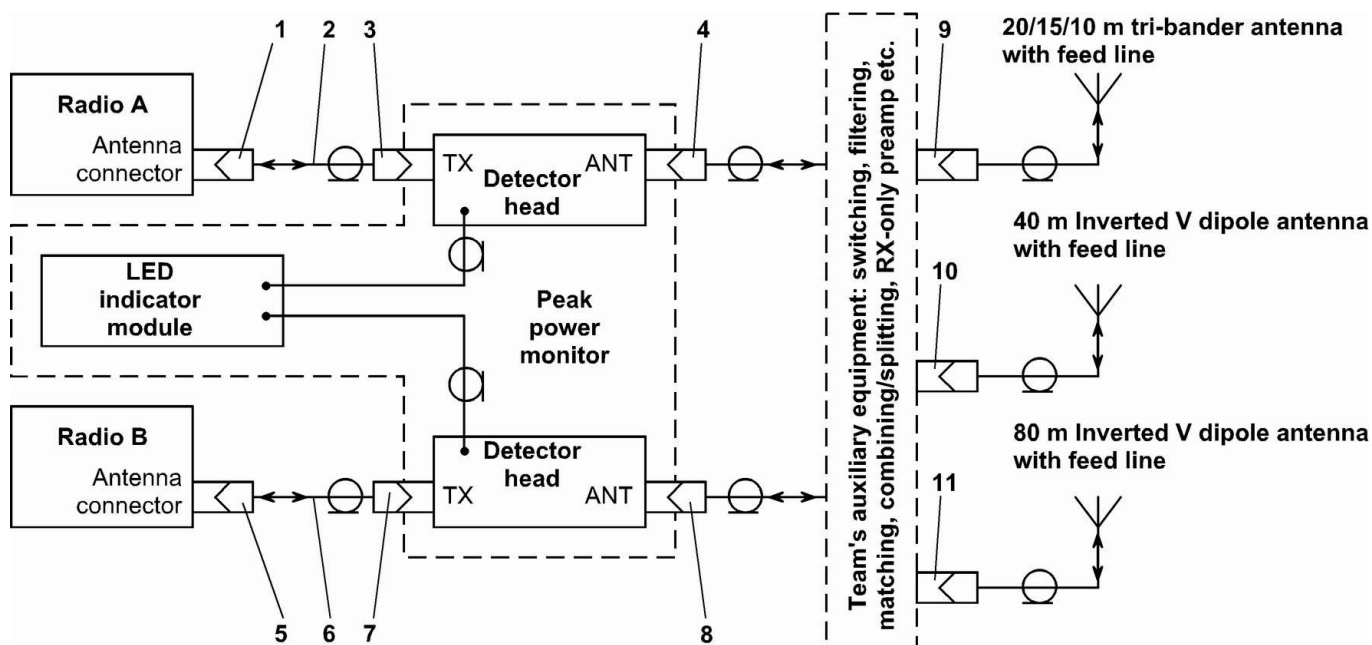 1
2
3
4
9
20/15/10 m tri-bander antenna
with feed line
Radio A
Antenna
connector
TX
ANT
Detector
head
Team's auxiliary equipment: switching, filtering,
matching, combining/splitting, RX-only preamp etc.
40 m Inverted V dipole antenna
with feed line
LED
indicator
module
Peak
power
monitor
10
Radio B
Antenna
connector
Detector
head
TX
ANT
80 m Inverted V dipole antenna
with feed line
11
5
6
7
8